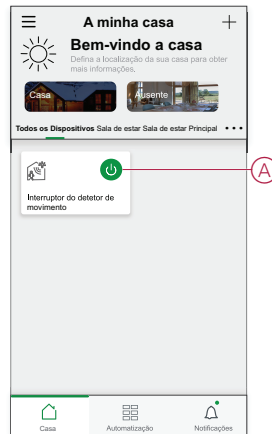 A minha casa
Bem-vindo a casa
Defina a localização da sua casa para obter
mais informações.
Casa
Ausente
Todos os Dispositivos Sala de estar Sala de estar Principal
A
Interruptor do detetor de
movimento
Casa
Automatização
Notificações